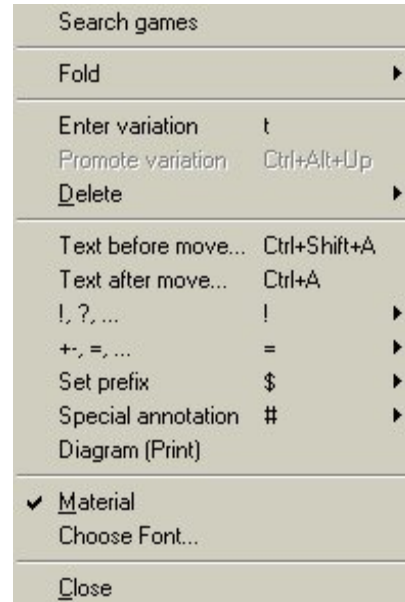 Search games
Fold
Enter variation t
Promote variation Ctrl+Alt+Up
Delete
Text before move... Ctrl+Shift+A
Text after move... Ctrl+A
!, ?, ... !
+-, =, ... =
Set prefix $
Special annotation #
Diagram (Print)
Material
Choose Font...
Close